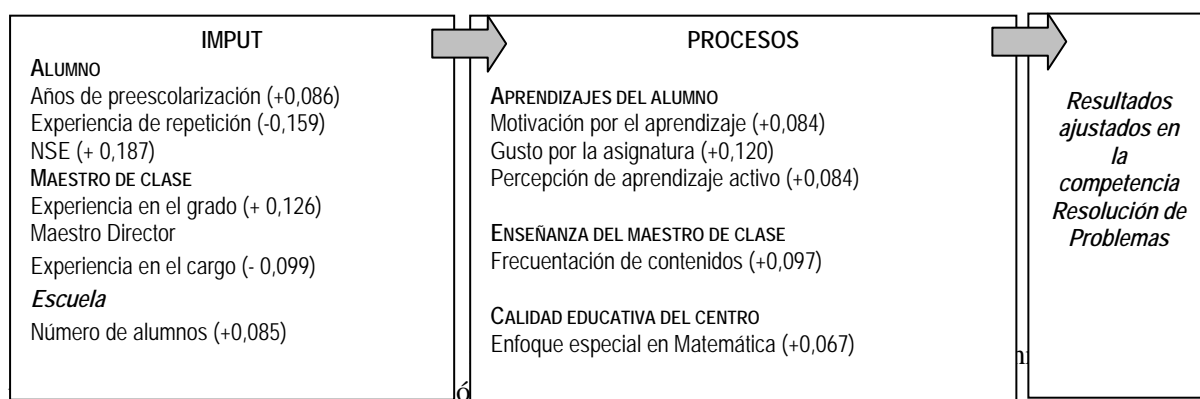 IMPUT
ALUMNO
Años de preescolarización (+0,086)
Experiencia de repetición (-0,159)
NSE (+ 0,187)
MAESTRO DE CLASE
Experiencia en el grado (+ 0,126)
Maestro Director
Experiencia en el cargo (- 0,099)
Escuela
Número de alumnos (+0,085)
PROCESOS
APRENDIZAJES DEL ALUMNO
Motivación por el aprendizaje (+0,084)
Gusto por la asignatura (+0,120)
Percepción de aprendizaje activo (+0,084)
ENSEÑANZA DEL MAESTRO DE CLASE
Frecuentación de contenidos (+0,097)
CALIDAD EDUCATIVA DEL CENTRO
Enfoque especial en Matemática (+0,067)
Resultados
ajustados en
la
competencia
Resolución de
Problemas